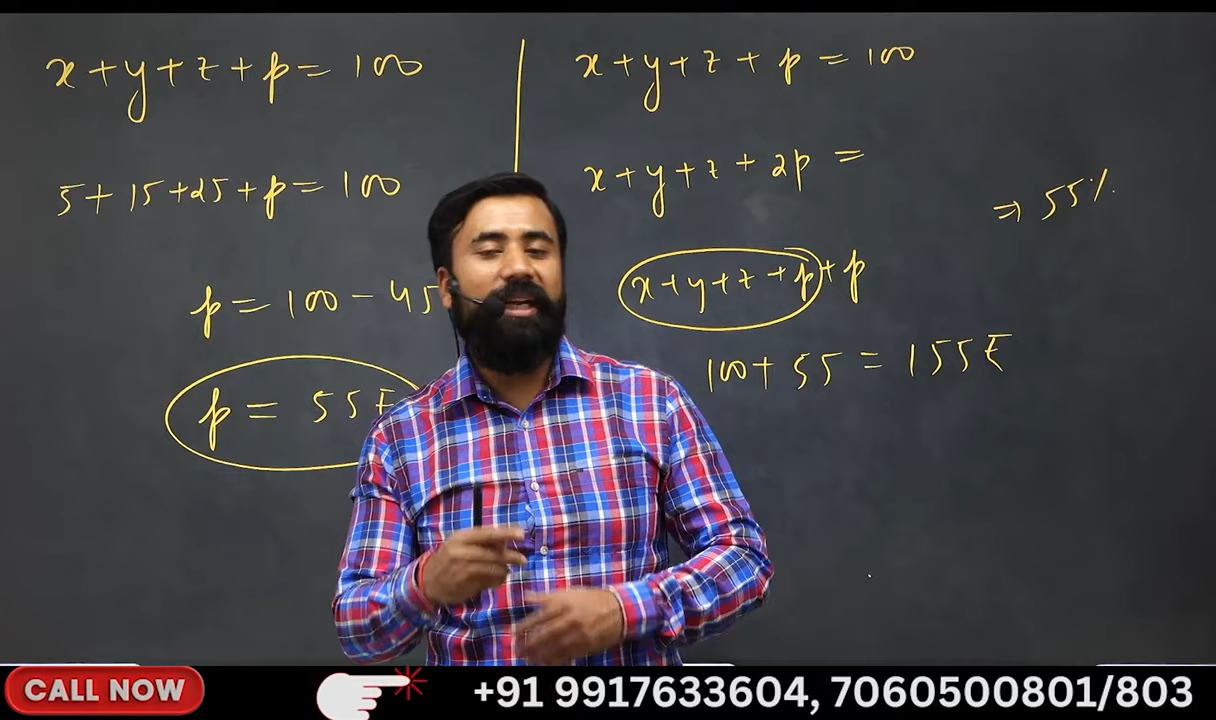 x+y+z+p=100
5+15+25+p=100
p=100-45
p=55₹
x+y+z+p=100
x+y+z+2p=
x+y+z+p+p
100+55=155₹
⇒55%
CALL NOW
+91 9917633604, 7060500801/803